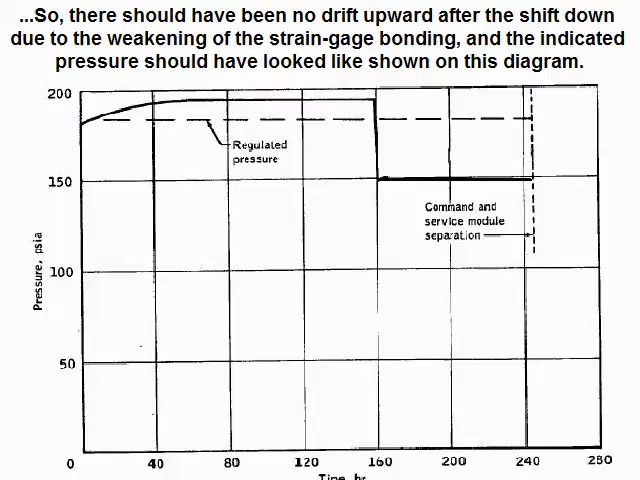 ...So, there should have been no drift upward after the shift down
due to the weakening of the strain-gage bonding, and the indicated
pressure should have looked like shown on this diagram.
200
Regulated
pressure
150
Command and
service module
separation
Pressure, psia
100
50
0 40 80 120 160 200 240 280
Time, hr